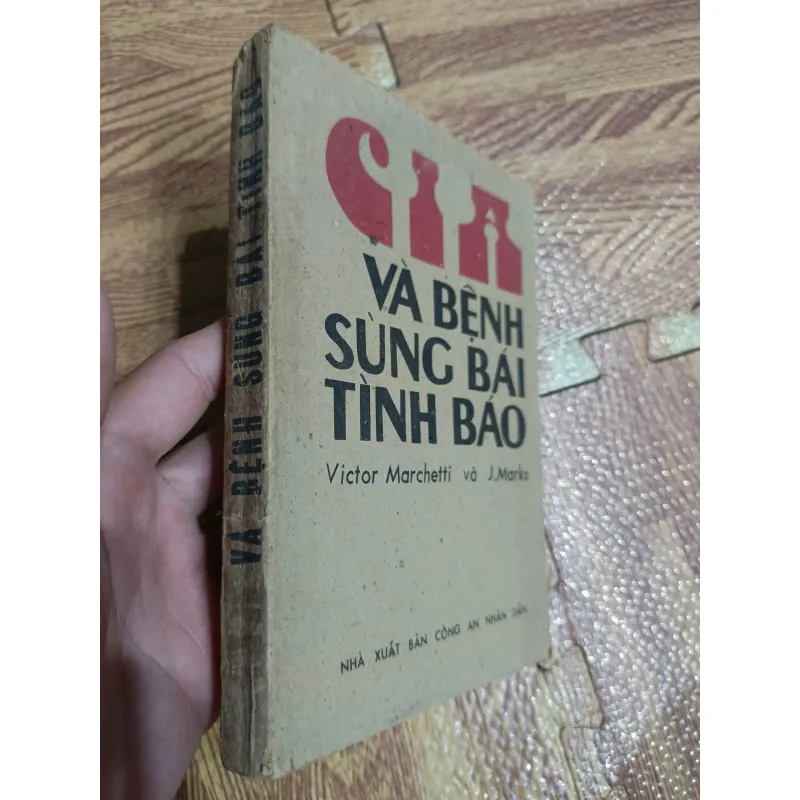 CIA
VÀ BỆNH
SÙNG BÁI
TÌNH BÁO
Victor Marchetti và J.Marks
NHÀ XUẤT BẢN CÔNG AN NHÂN DÂN
VÀ BỆNH SÙNG BÁI TÌNH BÁO